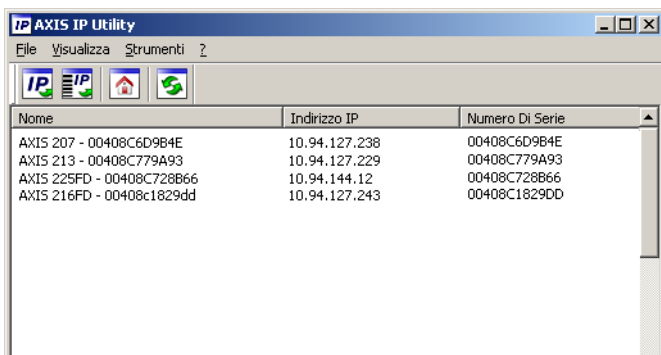 IP AXIS IP Utility
File Visualizza Strumenti ?
IP IP
Nome Indirizzo IP Numero Di Serie
AXIS 207 - 00408C6D9B4E 10.94.127.238 00408C6D9B4E
AXIS 213 - 00408C779A93 10.94.127.229 00408C779A93
AXIS 225FD - 00408C728B66 10.94.144.12 00408C728B66
AXIS 216FD - 00408c1829dd 10.94.127.243 00408C1829DD